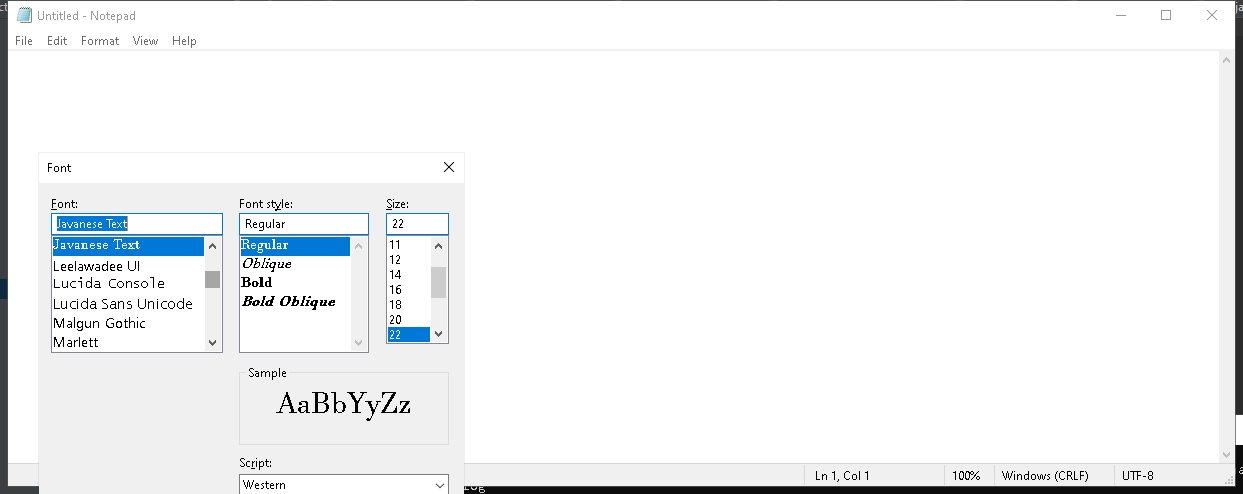 Untitled - Notepad
File Edit Format View Help
Font
Font: Font style: Size:
Javanese Text Regular 22
Javanese Text Regular 11
Leelawadee UI Oblique 12
Lucida Console Bold 14
Lucida Sans Unicode Bold Oblique 16
Malgun Gothic 18
Marlett 20
22
Sample
AaBbYyZz
Script:
Western
Ln 1, Col 1 100% Windows (CRLF) UTF-8